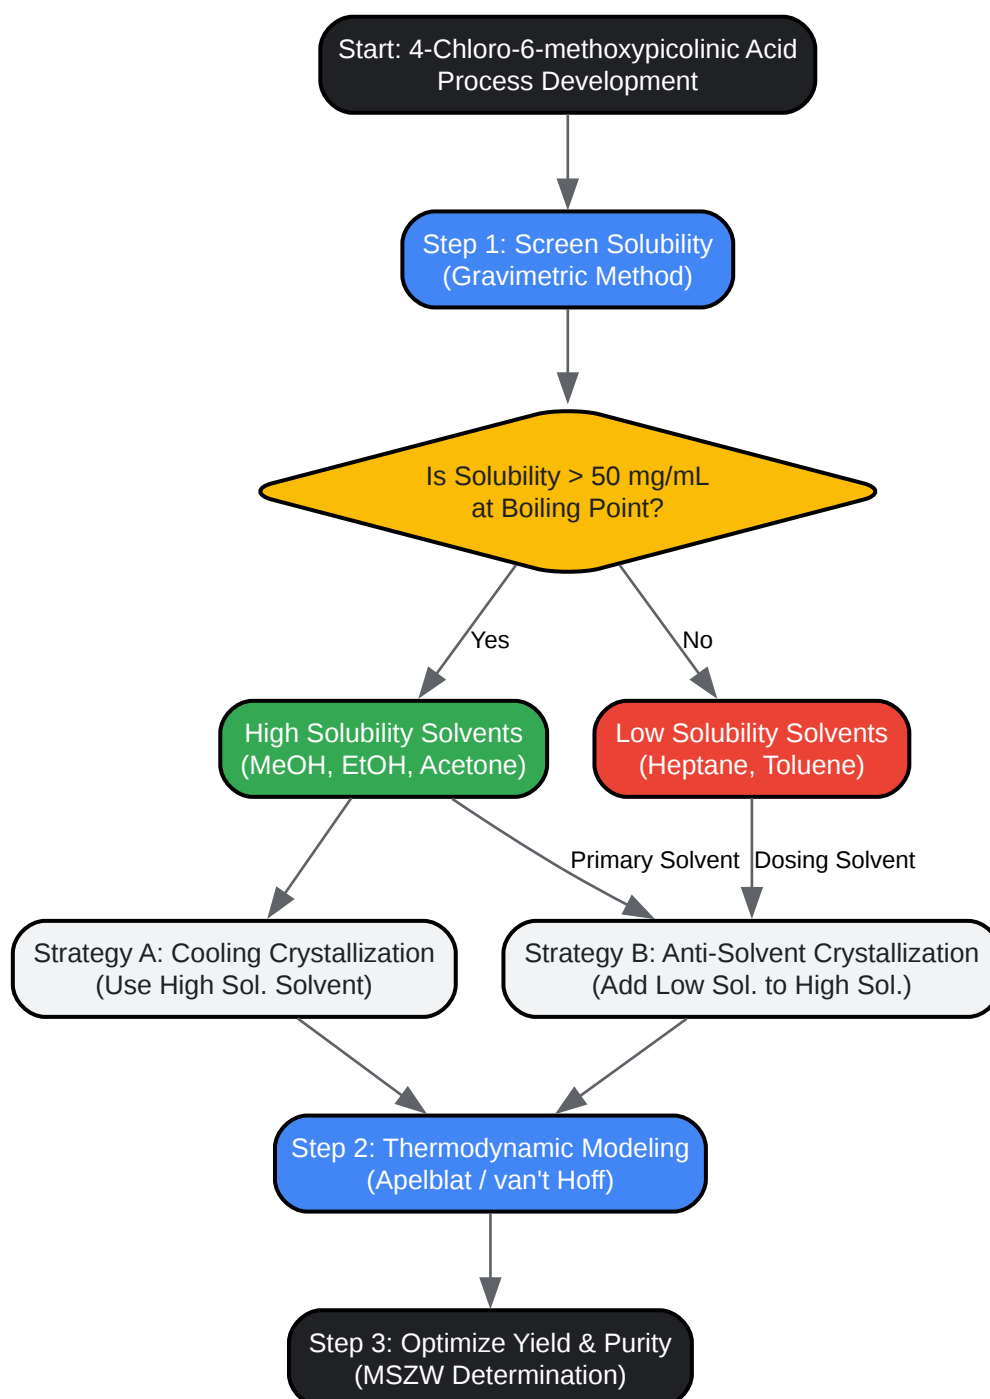 Start: 4-Chloro-6-methoxypicolinic Acid
Process Development
Step 1: Screen Solubility
(Gravimetric Method)
Is Solubility > 50 mg/mL
at Boiling Point?
Yes
No
High Solubility Solvents
(MeOH, EtOH, Acetone)
Low Solubility Solvents
(Heptane, Toluene)
Primary Solvent
Dosing Solvent
Strategy A: Cooling Crystallization
(Use High Sol. Solvent)
Strategy B: Anti-Solvent Crystallization
(Add Low Sol. to High Sol.)
Step 2: Thermodynamic Modeling
(Apelblat / van't Hoff)
Step 3: Optimize Yield & Purity
(MSZW Determination)